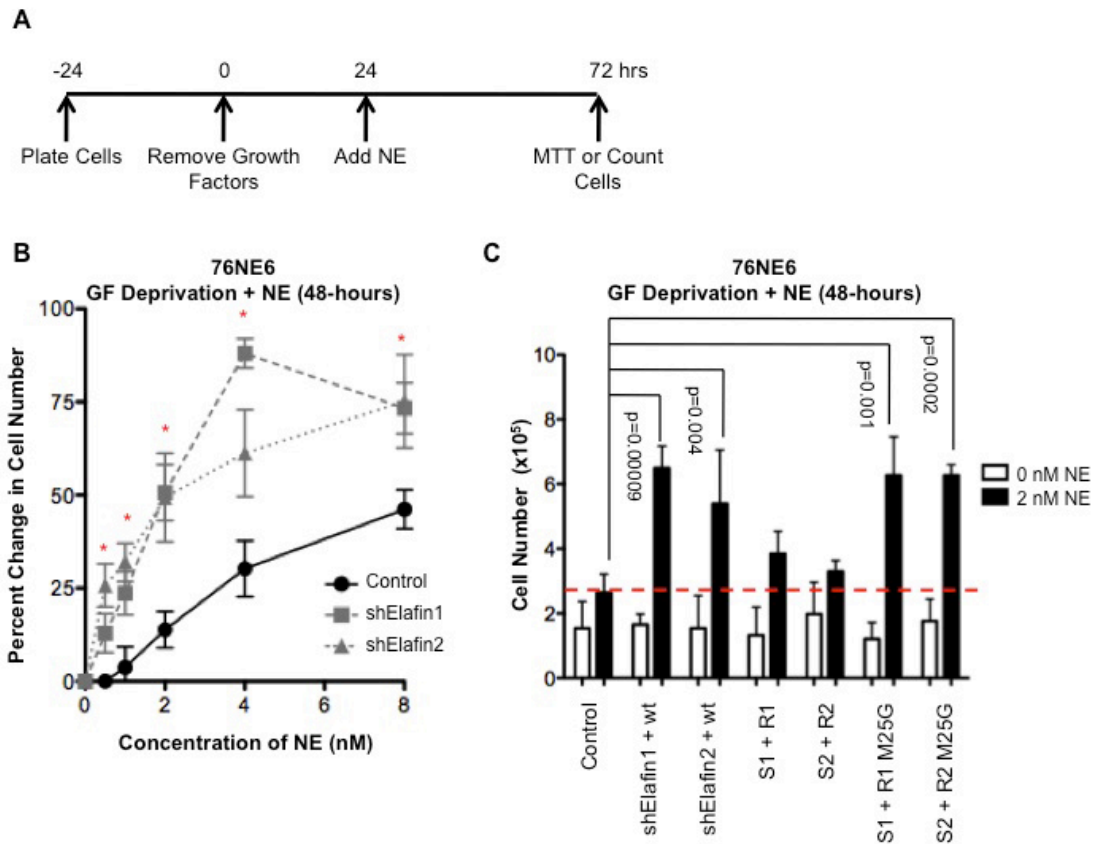 A
-24
0
24
72 hrs
Plate Cells
Remove Growth
Factors
Add NE
MTT or Count
Cells
B
76NE6
GF Deprivation + NE (48-hours)
Percent Change in Cell Number
100
75
50
25
0
*
*
*
*
*
Control
shElafin1
shElafin2
0
2
4
6
8
Concentration of NE (nM)
C
76NE6
GF Deprivation + NE (48-hours)
Cell Number (x10⁵)
10
8
6
4
2
0
p=0.00009
p=0.004
p=0.001
p=0.0002
0 nM NE
2 nM NE
Control
shElafin1 + wt
shElafin2 + wt
S1 + R1
S2 + R2
S1 + R1 M25G
S2 + R2 M25G